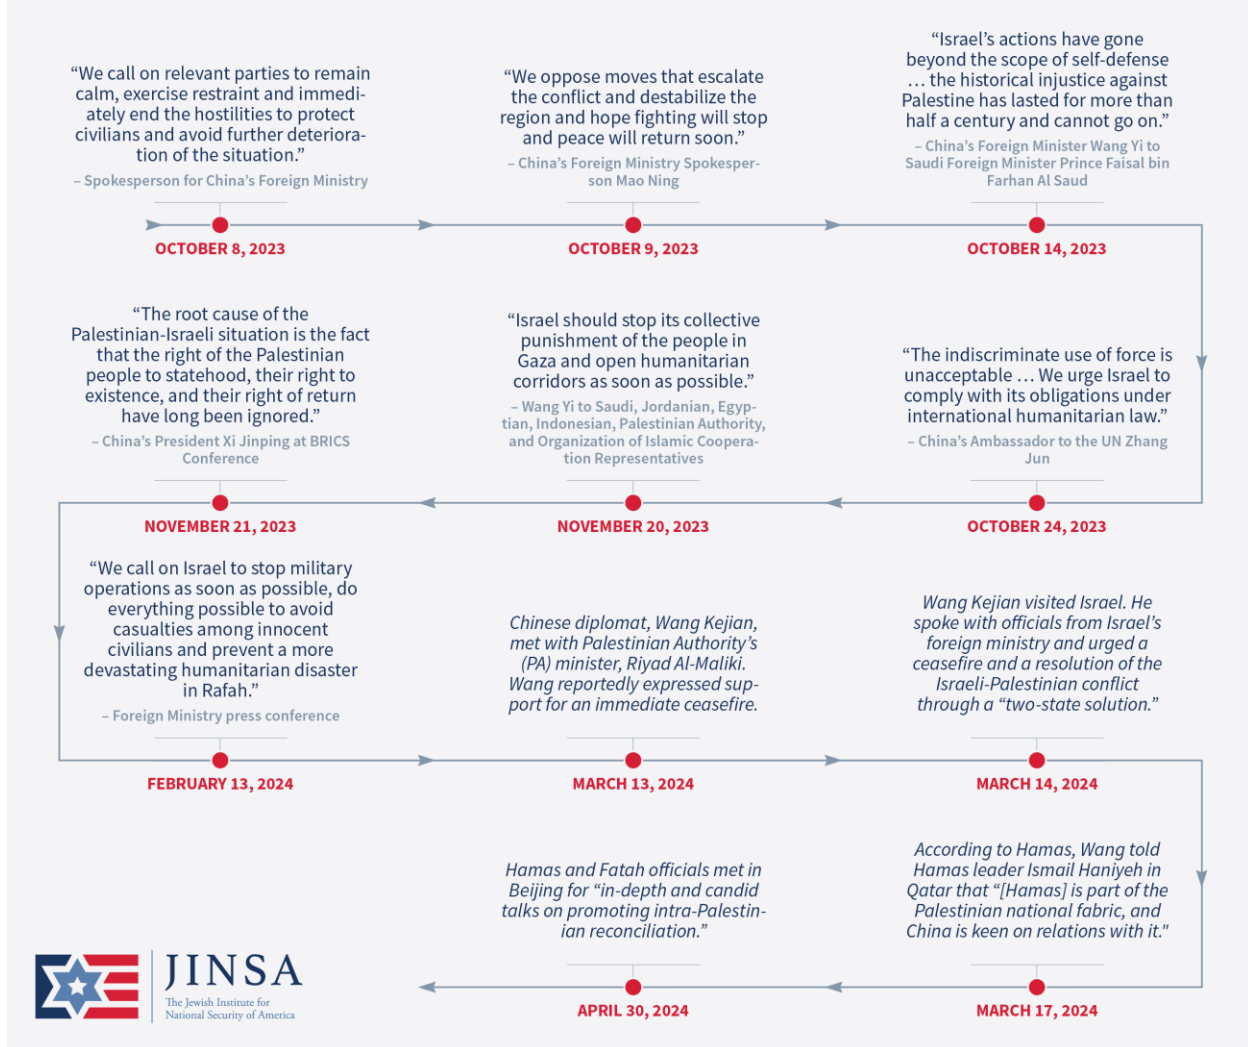 “We call on relevant parties to remain
calm, exercise restraint and immedi-
ately end the hostilities to protect
civilians and avoid further deteriora-
tion of the situation.”
– Spokesperson for China’s Foreign Ministry
OCTOBER 8, 2023
“We oppose moves that escalate
the conflict and destabilize the
region and hope fighting will stop
and peace will return soon.”
– China’s Foreign Ministry Spokesper-
son Mao Ning
OCTOBER 9, 2023
“Israel’s actions have gone
beyond the scope of self-defense
… the historical injustice against
Palestine has lasted for more than
half a century and cannot go on.”
– China’s Foreign Minister Wang Yi to
Saudi Foreign Minister Prince Faisal bin
Farhan Al Saud
OCTOBER 14, 2023
“The indiscriminate use of force is
unacceptable … We urge Israel to
comply with its obligations under
international humanitarian law.”
– China’s Ambassador to the UN Zhang
Jun
OCTOBER 24, 2023
“Israel should stop its collective
punishment of the people in
Gaza and open humanitarian
corridors as soon as possible.”
– Wang Yi to Saudi, Jordanian, Egyp-
tian, Indonesian, Palestinian Authority,
and Organization of Islamic Coopera-
tion Representatives
NOVEMBER 20, 2023
“The root cause of the
Palestinian-Israeli situation is the fact
that the right of the Palestinian
people to statehood, their right to
existence, and their right of return
have long been ignored.”
– China’s President Xi Jinping at BRICS
Conference
NOVEMBER 21, 2023
“We call on Israel to stop military
operations as soon as possible, do
everything possible to avoid
casualties among innocent
civilians and prevent a more
devastating humanitarian disaster
in Rafah.”
– Foreign Ministry press conference
FEBRUARY 13, 2024
Chinese diplomat, Wang Kejian,
met with Palestinian Authority’s
(PA) minister, Riyad Al-Maliki.
Wang reportedly expressed sup-
port for an immediate ceasefire.
MARCH 13, 2024
Wang Kejian visited Israel. He
spoke with officials from Israel’s
foreign ministry and urged a
ceasefire and a resolution of the
Israeli-Palestinian conflict
through a “two-state solution.”
MARCH 14, 2024
According to Hamas, Wang told
Hamas leader Ismail Haniyeh in
Qatar that “[Hamas] is part of the
Palestinian national fabric, and
China is keen on relations with it."
MARCH 17, 2024
Hamas and Fatah officials met in
Beijing for “in-depth and candid
talks on promoting intra-Palestin-
ian reconciliation.”
APRIL 30, 2024
JINSA
The Jewish Institute for
National Security of America